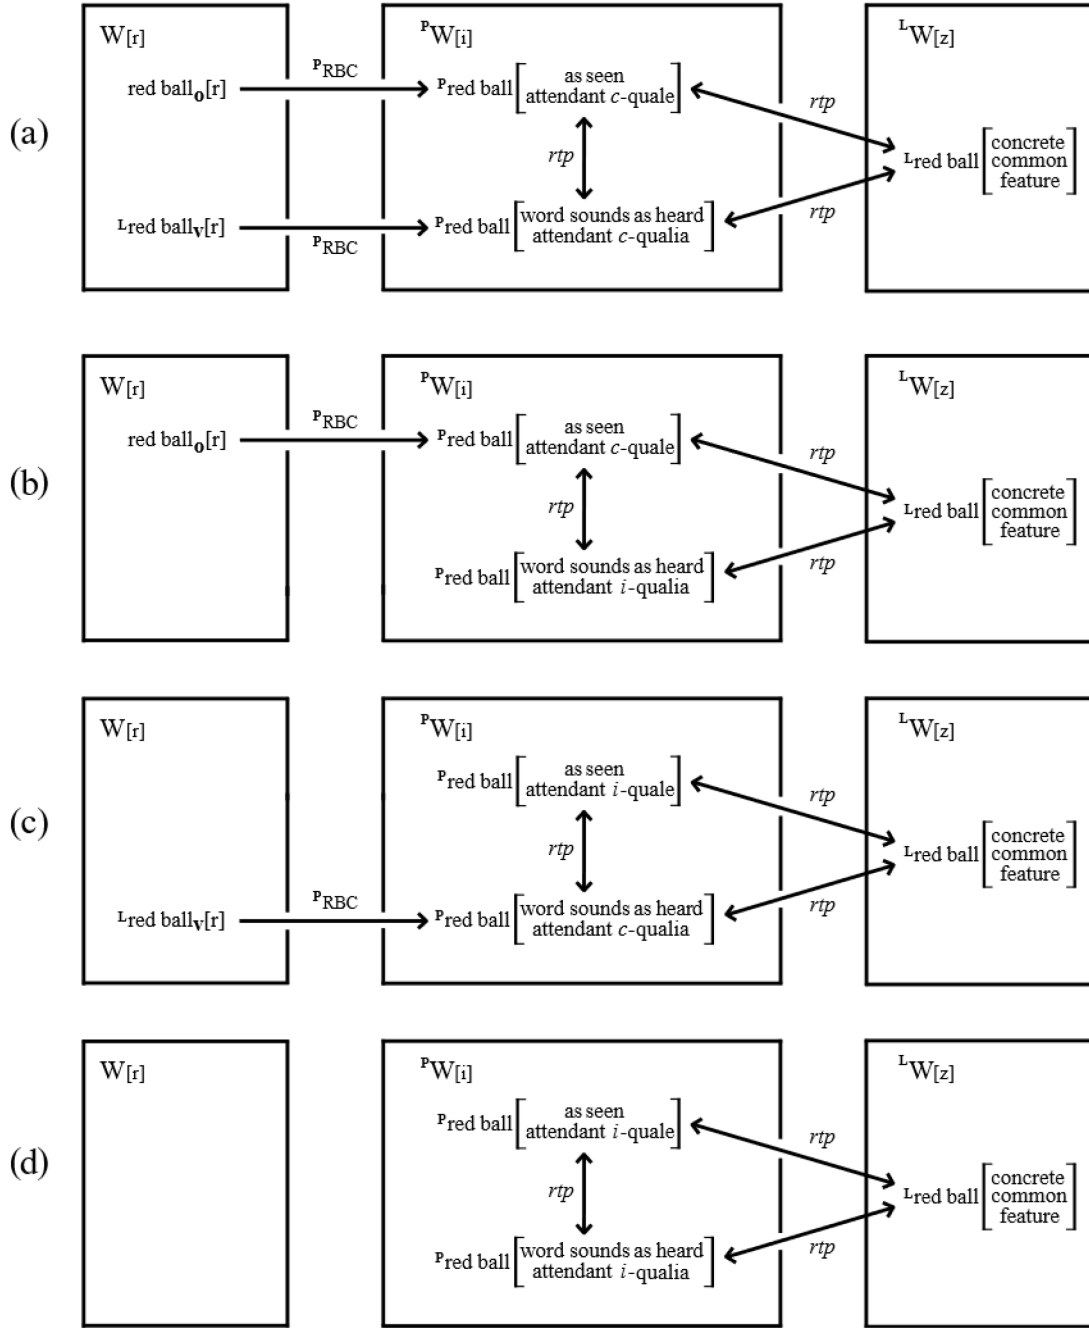 W[r]
ᴾW[i]
ᴸW[z]
(a)
red ballₒ[r]
ᴾRBC
ᴾred ball [as seen
attendant c-quale]
rtp
rtp
ᴸred ball [concrete
common
feature]
ᴸred ballᵥ[r]
ᴾRBC
ᴾred ball [word sounds as heard
attendant c-qualia]
rtp
W[r]
ᴾW[i]
ᴸW[z]
(b)
red ballₒ[r]
ᴾRBC
ᴾred ball [as seen
attendant c-quale]
rtp
rtp
ᴸred ball [concrete
common
feature]
ᴾred ball [word sounds as heard
attendant i-qualia]
rtp
W[r]
ᴾW[i]
ᴸW[z]
(c)
ᴾred ball [as seen
attendant i-quale]
rtp
rtp
ᴸred ball [concrete
common
feature]
ᴸred ballᵥ[r]
ᴾRBC
ᴾred ball [word sounds as heard
attendant c-qualia]
rtp
W[r]
ᴾW[i]
ᴸW[z]
(d)
ᴾred ball [as seen
attendant i-quale]
rtp
rtp
ᴸred ball [concrete
common
feature]
ᴾred ball [word sounds as heard
attendant i-qualia]
rtp